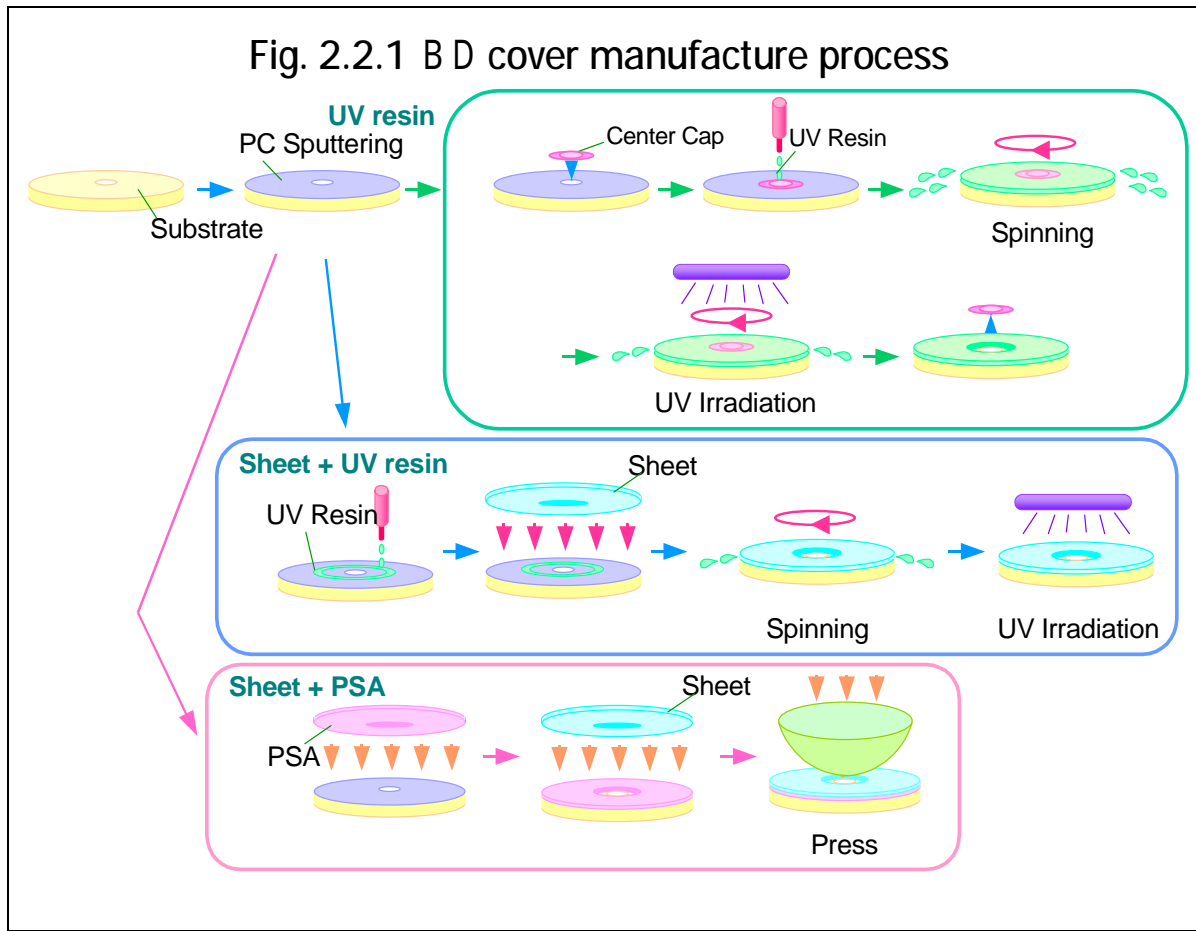 Fig. 2.2.1 B D cover manufacture process
UV resin
PC Sputtering
Substrate
Center Cap
UV Resin
Spinning
UV Irradiation
Sheet + UV resin
UV Resin
Sheet
Spinning
UV Irradiation
Sheet + PSA
PSA
Sheet
Press